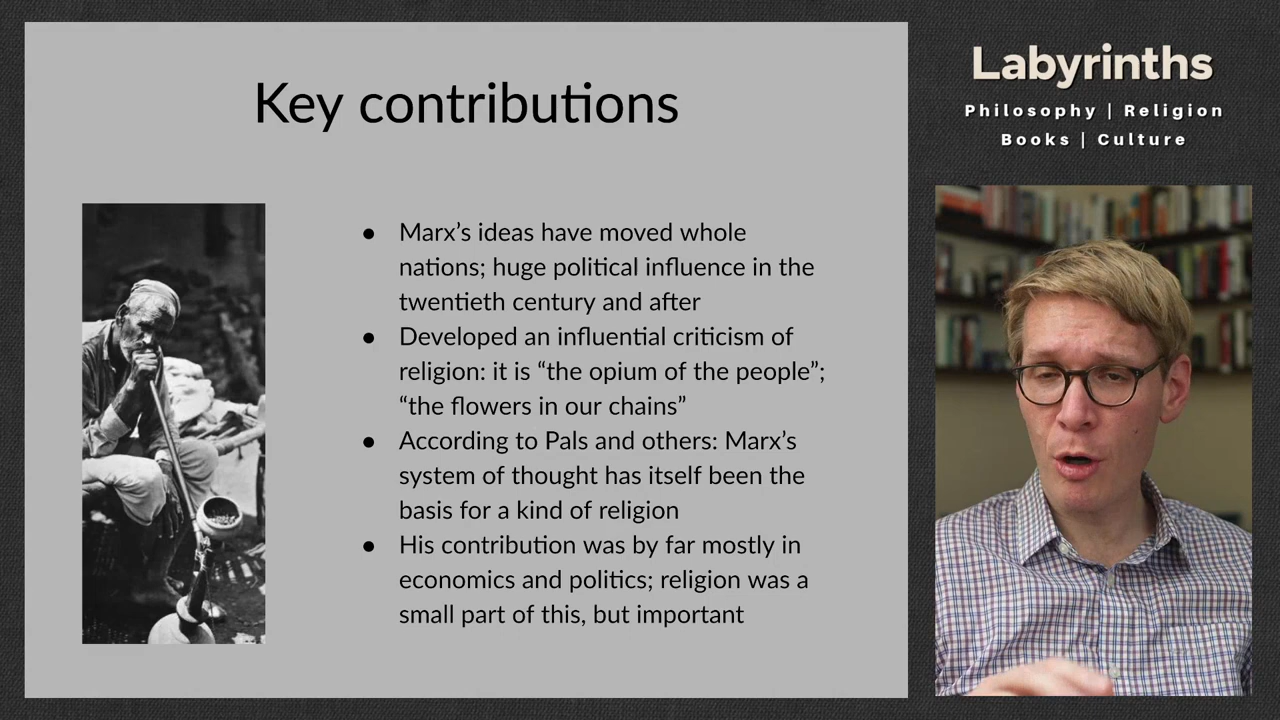 Key contributions
● Marx’s ideas have moved whole
nations; huge political influence in the
twentieth century and after
● Developed an influential criticism of
religion: it is “the opium of the people”;
“the flowers in our chains”
● According to Pals and others: Marx’s
system of thought has itself been the
basis for a kind of religion
● His contribution was by far mostly in
economics and politics; religion was a
small part of this, but important
Labyrinths
Philosophy | Religion
Books | Culture